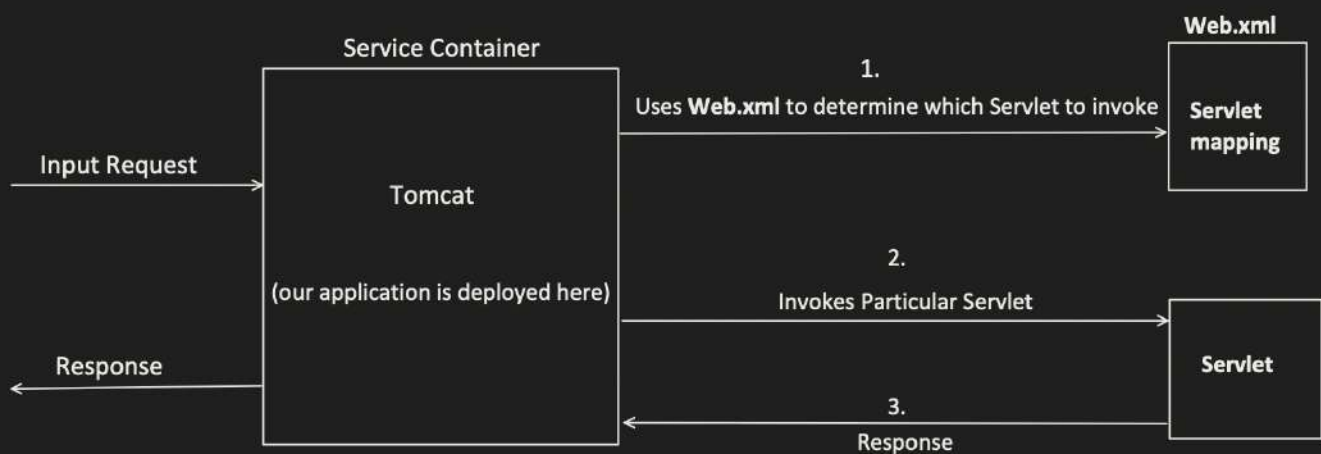 Web.xml
Service Container
1.
Uses Web.xml to determine which Servlet to invoke
Servlet
mapping
Input Request
Tomcat
2.
(our application is deployed here)
Invokes Particular Servlet
Response
Servlet
3.
Response